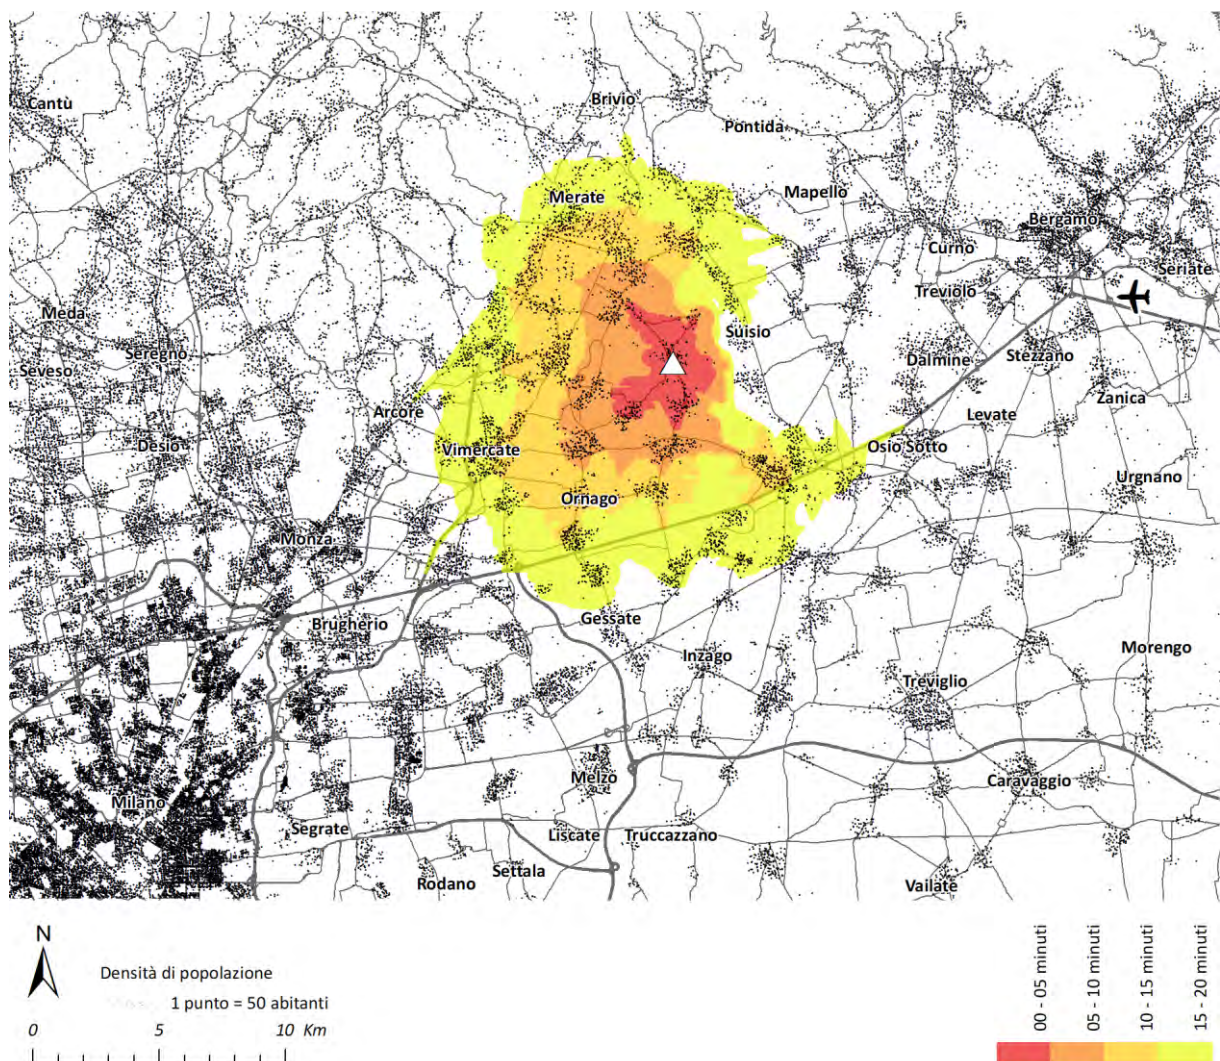 Cantù
Brivio
Pontida
Merate
Mapello
Bergamo
Curno
Seriate
Treviolo
Meda
Suisio
Seregno
Dalmine
Stezzano
Seveso
Zanica
Arcore
Levate
Desio
Vimercate
Osio Sotto
Urgnano
Ornago
Monza
Gessate
Brugherio
Morengo
Inzago
Treviglio
Melzo
Caravaggio
Milano
Segrate
Liscate
Truccazzano
Settala
Rodano
Vailate
N
Densità di popolazione
1 punto = 50 abitanti
0 5 10 Km
00 - 05 minuti
05 - 10 minuti
10 - 15 minuti
15 - 20 minuti